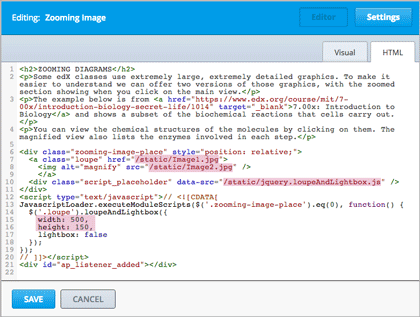 Editing: Zooming Image
Editor
Settings
Visual
HTML
1 <h2>ZOOMING DIAGRAMS</h2>
2 <p>Some edX classes use extremely large, extremely detailed graphics. To make it
easier to understand we can offer two versions of those graphics, with the zoomed
section showing when you click on the main view.</p>
3 <p>The example below is from <a href="https://www.edx.org/course/mit/7-
00x/introduction-biology-secret-life/1014" target="_blank">7.00x: Introduction to
Biology</a> and shows a subset of the biochemical reactions that cells carry out.
</p>
4 <p>You can view the chemical structures of the molecules by clicking on them. The
magnified view also lists the enzymes involved in each step.</p>
5
6 <div class="zooming-image-place" style="position: relative;">
7 <a class="loupe" href="/static/Image1.jpg">
8 <img alt="magnify" src="/static/Image2.jpg" />
9 </a>
10 <div class="script_placeholder" data-src="/static/jquery.loupeAndLightbox.js" />
11 </div>
12 <script type="text/javascript">// <![CDATA[
13 JavascriptLoader.executeModuleScripts($('.zooming-image-place').eq(0), function() {
14 $('.loupe').loupeAndLightbox({
15 width: 500,
16 height: 150,
17 lightbox: false
18 });
19 });
20 // ]]></script>
21 <div id="ap_listener_added"></div>
22
SAVE
CANCEL